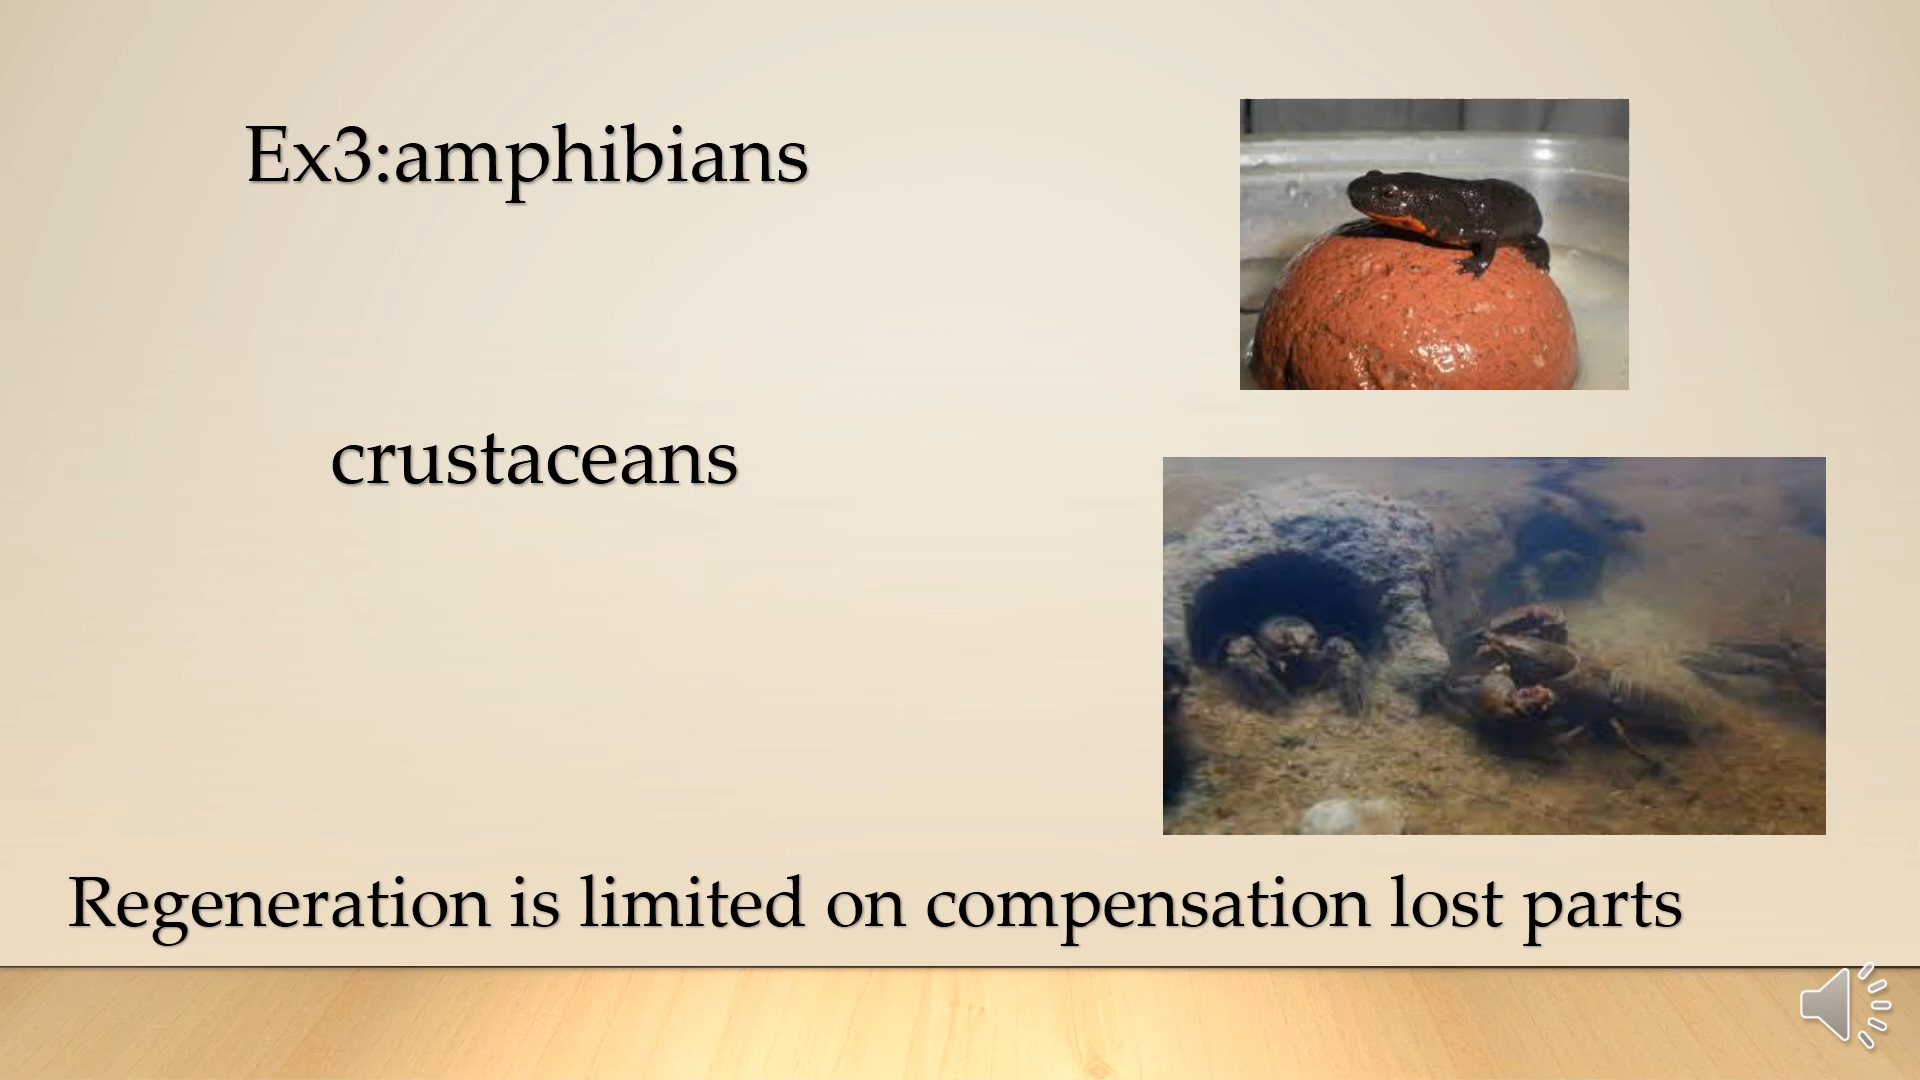 Ex3:amphibians
crustaceans
Regeneration is limited on compensation lost parts